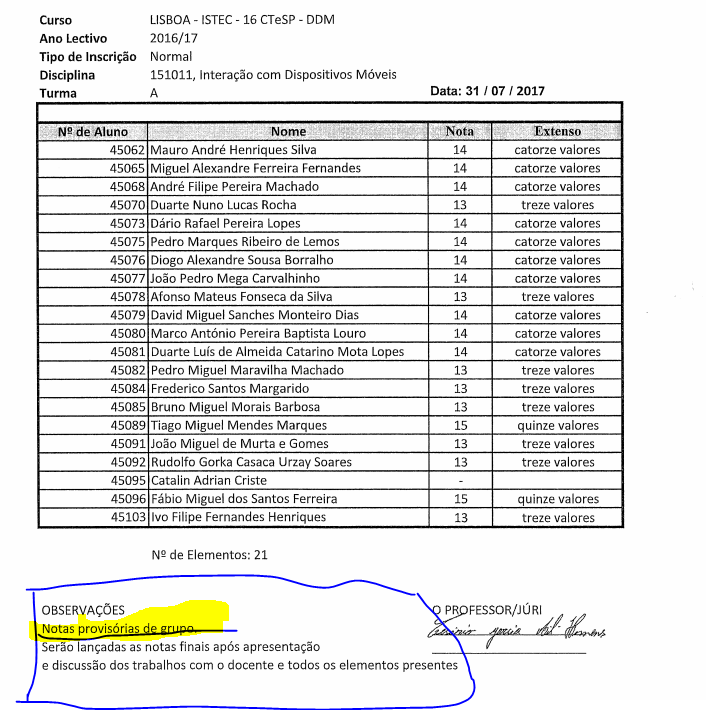 Curso LISBOA - ISTEC - 16 CTeSP - DDM
Ano Lectivo 2016/17
Tipo de Inscrição Normal
Disciplina 151011, Interação com Dispositivos Móveis
Turma A Data: 31 / 07 / 2017
Nº de Aluno Nome Nota Extenso
45062 Mauro André Henriques Silva 14 catorze valores
45065 Miguel Alexandre Ferreira Fernandes 14 catorze valores
45068 André Filipe Pereira Machado 14 catorze valores
45070 Duarte Nuno Lucas Rocha 13 treze valores
45073 Dário Rafael Pereira Lopes 14 catorze valores
45075 Pedro Marques Ribeiro de Lemos 14 catorze valores
45076 Diogo Alexandre Sousa Borralho 14 catorze valores
45077 João Pedro Mega Carvalhinho 14 catorze valores
45078 Afonso Mateus Fonseca da Silva 13 treze valores
45079 David Miguel Sanches Monteiro Dias 14 catorze valores
45080 Marco António Pereira Baptista Louro 14 catorze valores
45081 Duarte Luís de Almeida Catarino Mota Lopes 14 catorze valores
45082 Pedro Miguel Maravilha Machado 13 treze valores
45084 Frederico Santos Margarido 13 treze valores
45085 Bruno Miguel Morais Barbosa 13 treze valores
45089 Tiago Miguel Mendes Marques 15 quinze valores
45091 João Miguel de Murta e Gomes 13 treze valores
45092 Rudolfo Gorka Casaca Urzay Soares 13 treze valores
45095 Catalin Adrian Criste -
45096 Fábio Miguel dos Santos Ferreira 15 quinze valores
45103 Ivo Filipe Fernandes Henriques 13 treze valores
Nº de Elementos: 21
OBSERVAÇÕES O PROFESSOR/JÚRI
Notas provisórias de grupo.
Serão lançadas as notas finais após apresentação
e discussão dos trabalhos com o docente e todos os elementos presentes